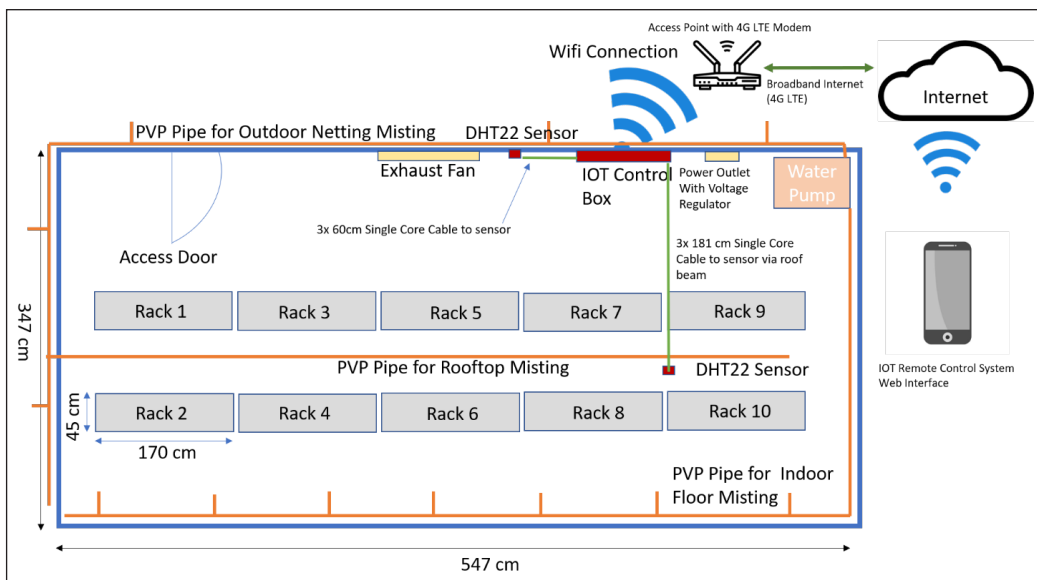 Access Point with 4G LTE Modem
Wifi Connection
Broadband Internet
(4G LTE)
Internet
PVP Pipe for Outdoor Netting Misting
DHT22 Sensor
Exhaust Fan
IOT Control
Box
Power Outlet
With Voltage
Regulator
Water
Pump
3x 60cm Single Core Cable to sensor
Access Door
3x 181 cm Single Core
Cable to sensor via roof
beam
347 cm
Rack 1
Rack 3
Rack 5
Rack 7
Rack 9
PVP Pipe for Rooftop Misting
DHT22 Sensor
IOT Remote Control System
Web Interface
45 cm
Rack 2
Rack 4
Rack 6
Rack 8
Rack 10
170 cm
PVP Pipe for Indoor
Floor Misting
547 cm